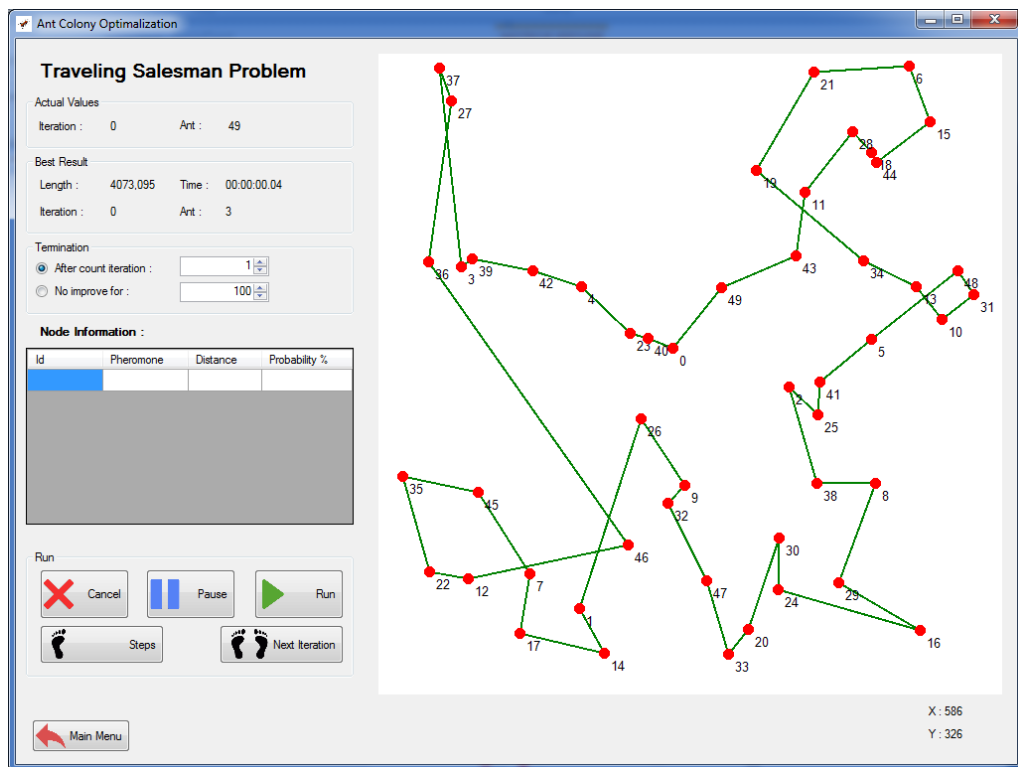 Ant Colony Optimalization
Traveling Salesman Problem
Actual Values
Iteration : 0 Ant : 49
Best Result
Length : 4073,095 Time : 00:00:00.04
Iteration : 0 Ant : 3
Termination
After count iteration : 1
No improve for : 100
Node Information :
Id Pheromone Distance Probability %
Run
Cancel Pause Run
Steps Next Iteration
Main Menu
37
27
21
6
15
28
18
44
19
11
36
3
39
42
4
43
34
13
48
31
10
49
23
40
0
5
41
2
25
26
35
45
9
32
38
8
46
30
22
12
7
47
24
29
1
17
14
20
33
16
X : 586
Y : 326